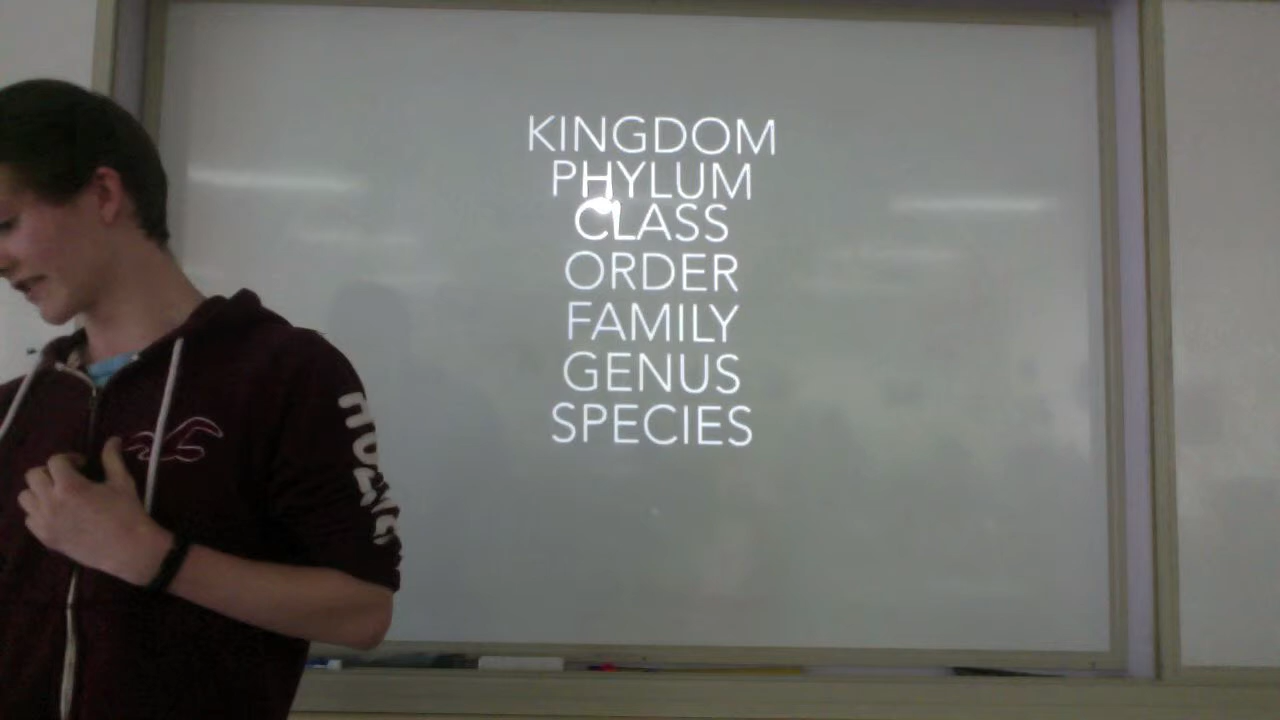 KINGDOM
PHYLUM
CLASS
ORDER
FAMILY
GENUS
SPECIES